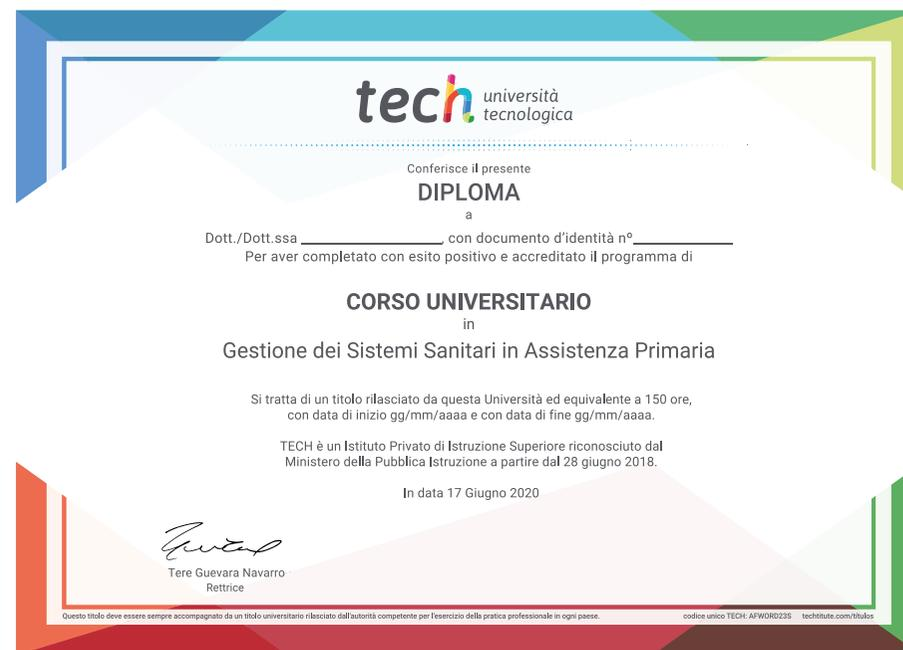 tech università
tecnologica
Conferisce il presente
DIPLOMA
a
Dott./Dott.ssa ____________________, con documento d'identità nº______________
Per aver completato con esito positivo e accreditato il programma di
CORSO UNIVERSITARIO
in
Gestione dei Sistemi Sanitari in Assistenza Primaria
Si tratta di un titolo rilasciato da questa Università ed equivalente a 150 ore,
con data di inizio gg/mm/aaaa e con data di fine gg/mm/aaaa.
TECH è un Istituto Privato di Istruzione Superiore riconosciuto dal
Ministero della Pubblica Istruzione a partire dal 28 giugno 2018.
In data 17 Giugno 2020
Tere Guevara Navarro
Rettrice
Questo titolo deve essere sempre accompagnato da un titolo universitario rilasciato dall'autorità competente per l'esercizio della pratica professionale in ogni paese. codice unico TECH: AFWORD23S techtitute.com/titulos